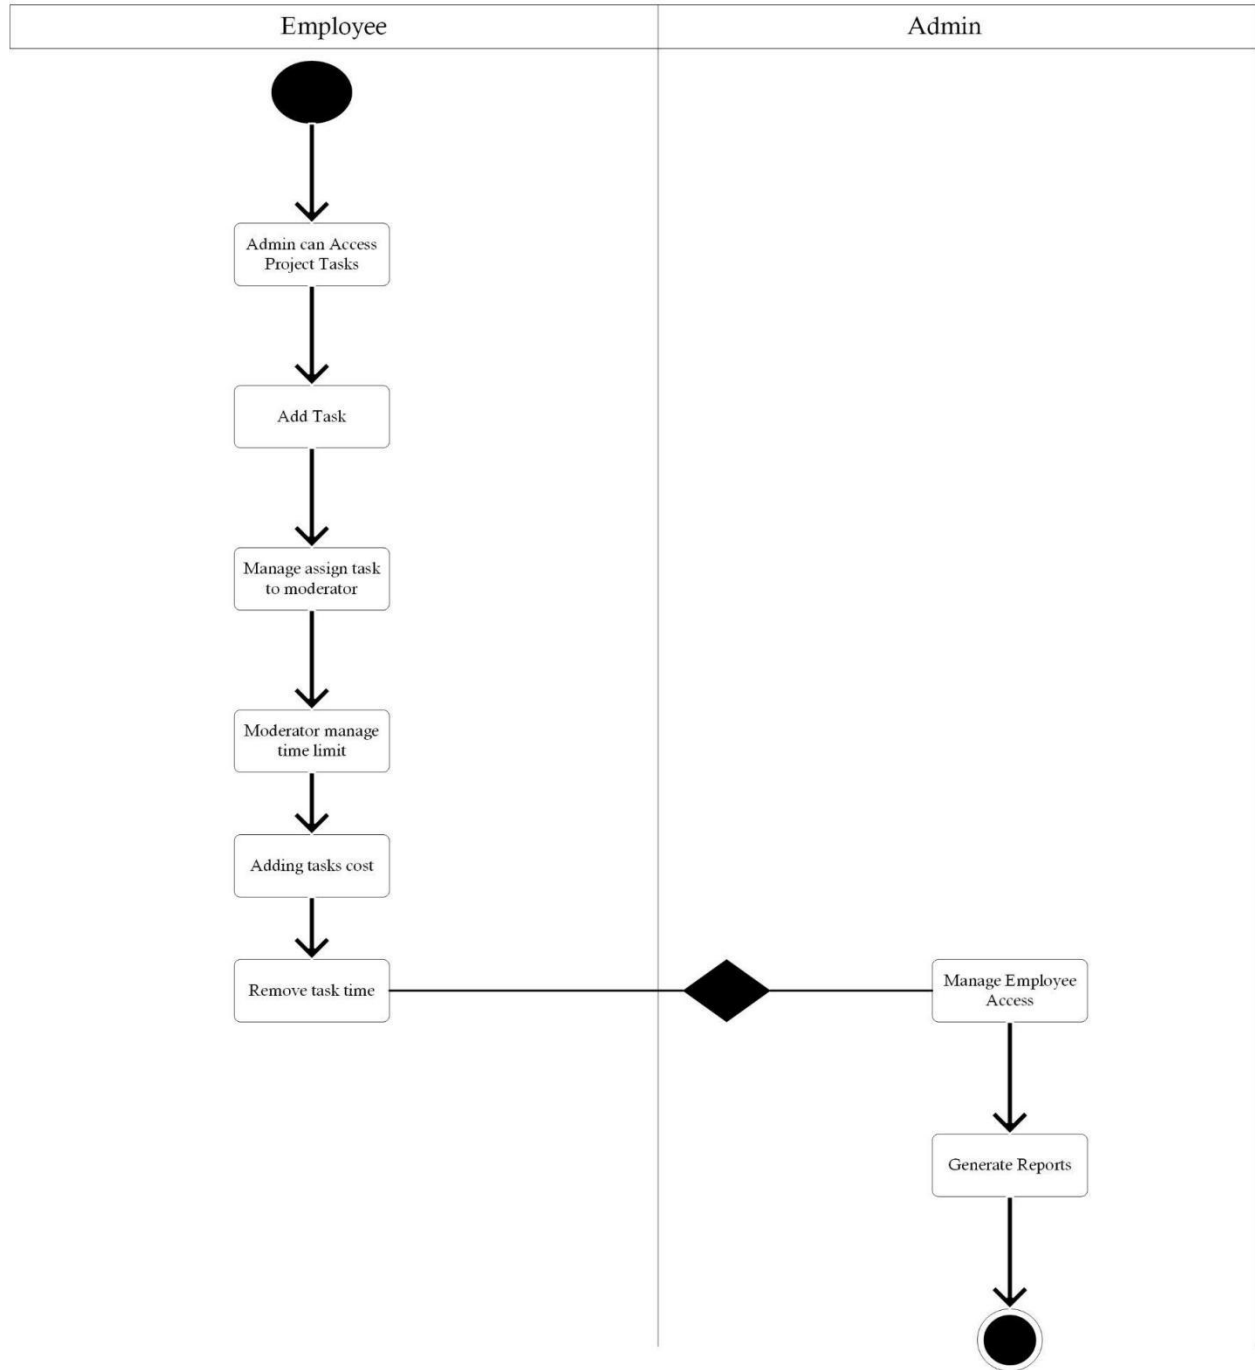 Employee
Admin
Admin can Access
Project Tasks
Add Task
Manage assign task
to moderator
Moderator manage
time limit
Adding tasks cost
Remove task time
Manage Employee
Access
Generate Reports